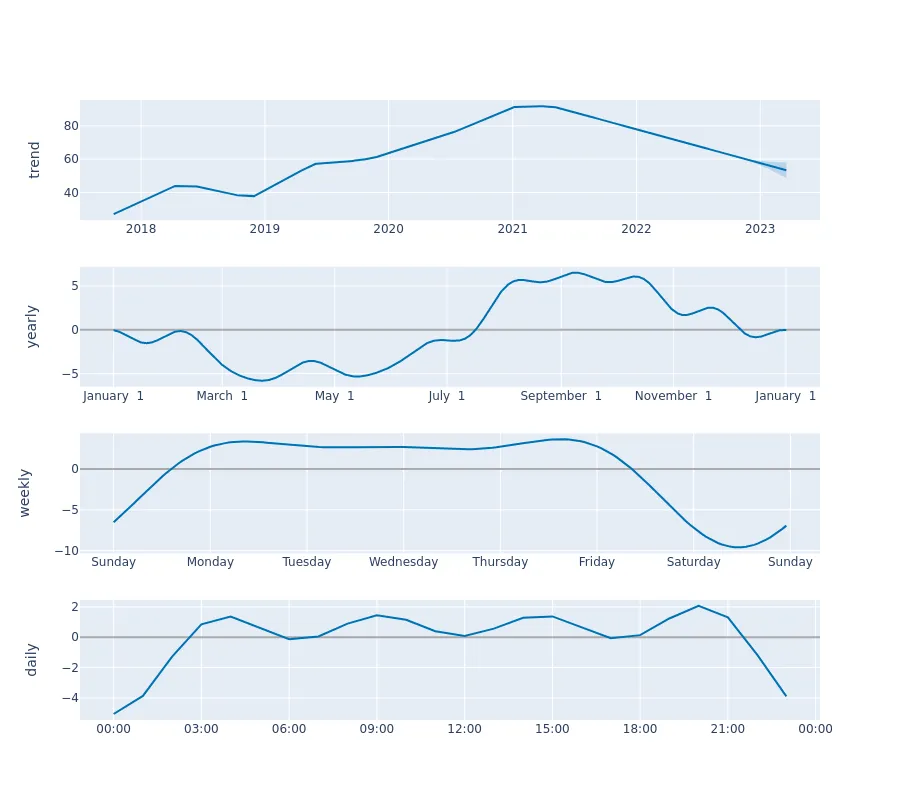 trend
80
60
40
2018 2019 2020 2021 2022 2023
yearly
5
0
−5
January 1 March 1 May 1 July 1 September 1 November 1 January 1
weekly
0
−5
−10
Sunday Monday Tuesday Wednesday Thursday Friday Saturday Sunday
daily
2
0
−2
−4
00:00 03:00 06:00 09:00 12:00 15:00 18:00 21:00 00:00